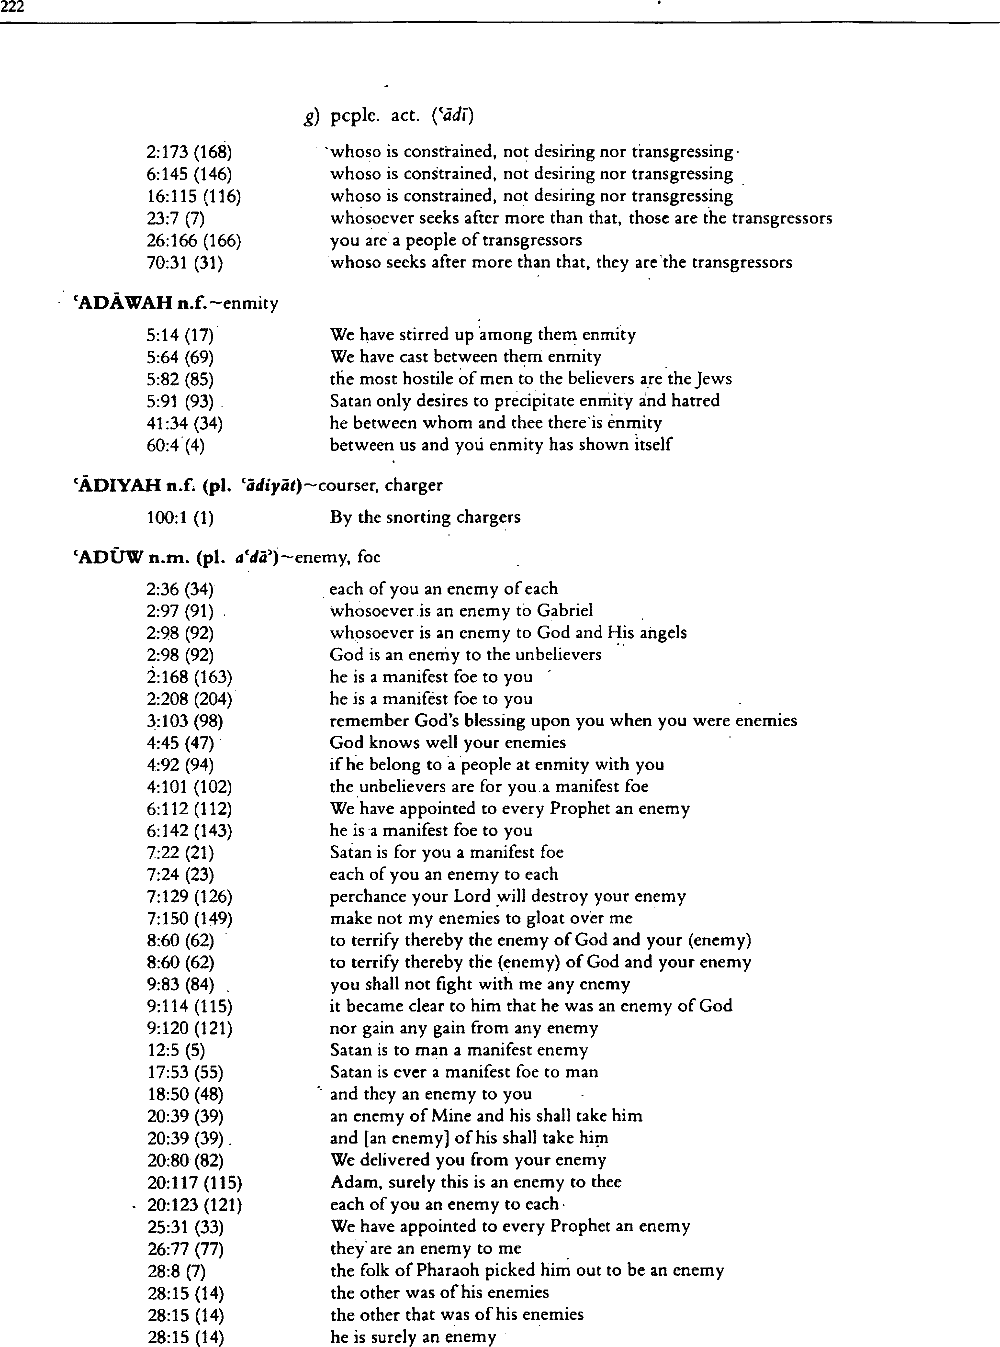 222
g) pcple. act. (ʿādī)
2:173 (168) whoso is constrained, not desiring nor transgressing
6:145 (146) whoso is constrained, not desiring nor transgressing
16:115 (116) whoso is constrained, not desiring nor transgressing
23:7 (7) whosoever seeks after more than that, those are the transgressors
26:166 (166) you are a people of transgressors
70:31 (31) whoso seeks after more than that, they are the transgressors
ʿADĀWAH n.f.~enmity
5:14 (17) We have stirred up among them enmity
5:64 (69) We have cast between them enmity
5:82 (85) the most hostile of men to the believers are the Jews
5:91 (93) Satan only desires to precipitate enmity and hatred
41:34 (34) he between whom and thee there is enmity
60:4 (4) between us and you enmity has shown itself
ʿĀDIYAH n.f. (pl. ʿādiyāt)~courser, charger
100:1 (1) By the snorting chargers
ʿADŪW n.m. (pl. aʿdāʾ)~enemy, foe
2:36 (34) each of you an enemy of each
2:97 (91) whosoever is an enemy to Gabriel
2:98 (92) whosoever is an enemy to God and His angels
2:98 (92) God is an enemy to the unbelievers
2:168 (163) he is a manifest foe to you
2:208 (204) he is a manifest foe to you
3:103 (98) remember God's blessing upon you when you were enemies
4:45 (47) God knows well your enemies
4:92 (94) if he belong to a people at enmity with you
4:101 (102) the unbelievers are for you a manifest foe
6:112 (112) We have appointed to every Prophet an enemy
6:142 (143) he is a manifest foe to you
7:22 (21) Satan is for you a manifest foe
7:24 (23) each of you an enemy to each
7:129 (126) perchance your Lord will destroy your enemy
7:150 (149) make not my enemies to gloat over me
8:60 (62) to terrify thereby the enemy of God and your (enemy)
8:60 (62) to terrify thereby the (enemy) of God and your enemy
9:83 (84) you shall not fight with me any enemy
9:114 (115) it became clear to him that he was an enemy of God
9:120 (121) nor gain any gain from any enemy
12:5 (5) Satan is to man a manifest enemy
17:53 (55) Satan is ever a manifest foe to man
18:50 (48) and they an enemy to you
20:39 (39) an enemy of Mine and his shall take him
20:39 (39) and [an enemy] of his shall take him
20:80 (82) We delivered you from your enemy
20:117 (115) Adam, surely this is an enemy to thee
20:123 (121) each of you an enemy to each
25:31 (33) We have appointed to every Prophet an enemy
26:77 (77) they are an enemy to me
28:8 (7) the folk of Pharaoh picked him out to be an enemy
28:15 (14) the other was of his enemies
28:15 (14) the other that was of his enemies
28:15 (14) he is surely an enemy